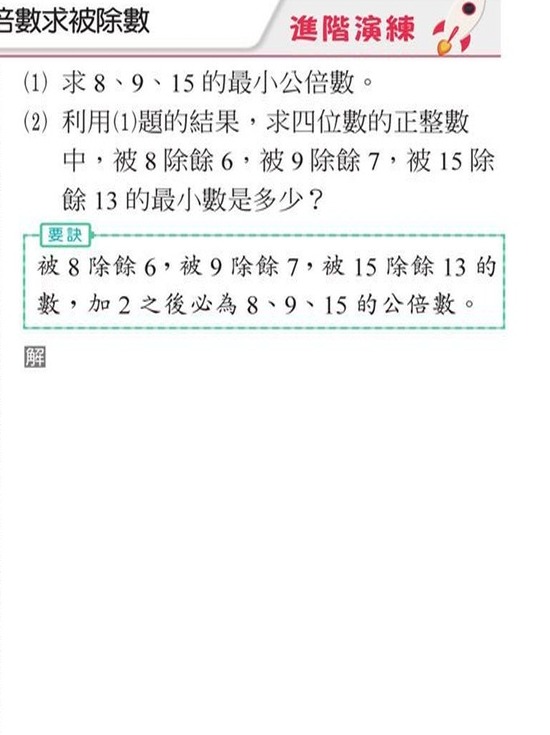 倍數求被除數
進階演練
(1) 求 8、9、15 的最小公倍數。
(2) 利用(1)題的結果，求四位數的正整數
中，被 8 除餘 6，被 9 除餘 7，被 15 除
餘 13 的最小數是多少？
要訣
被 8 除餘 6，被 9 除餘 7，被 15 除餘 13 的
數，加 2 之後必為 8、9、15 的公倍數。
解